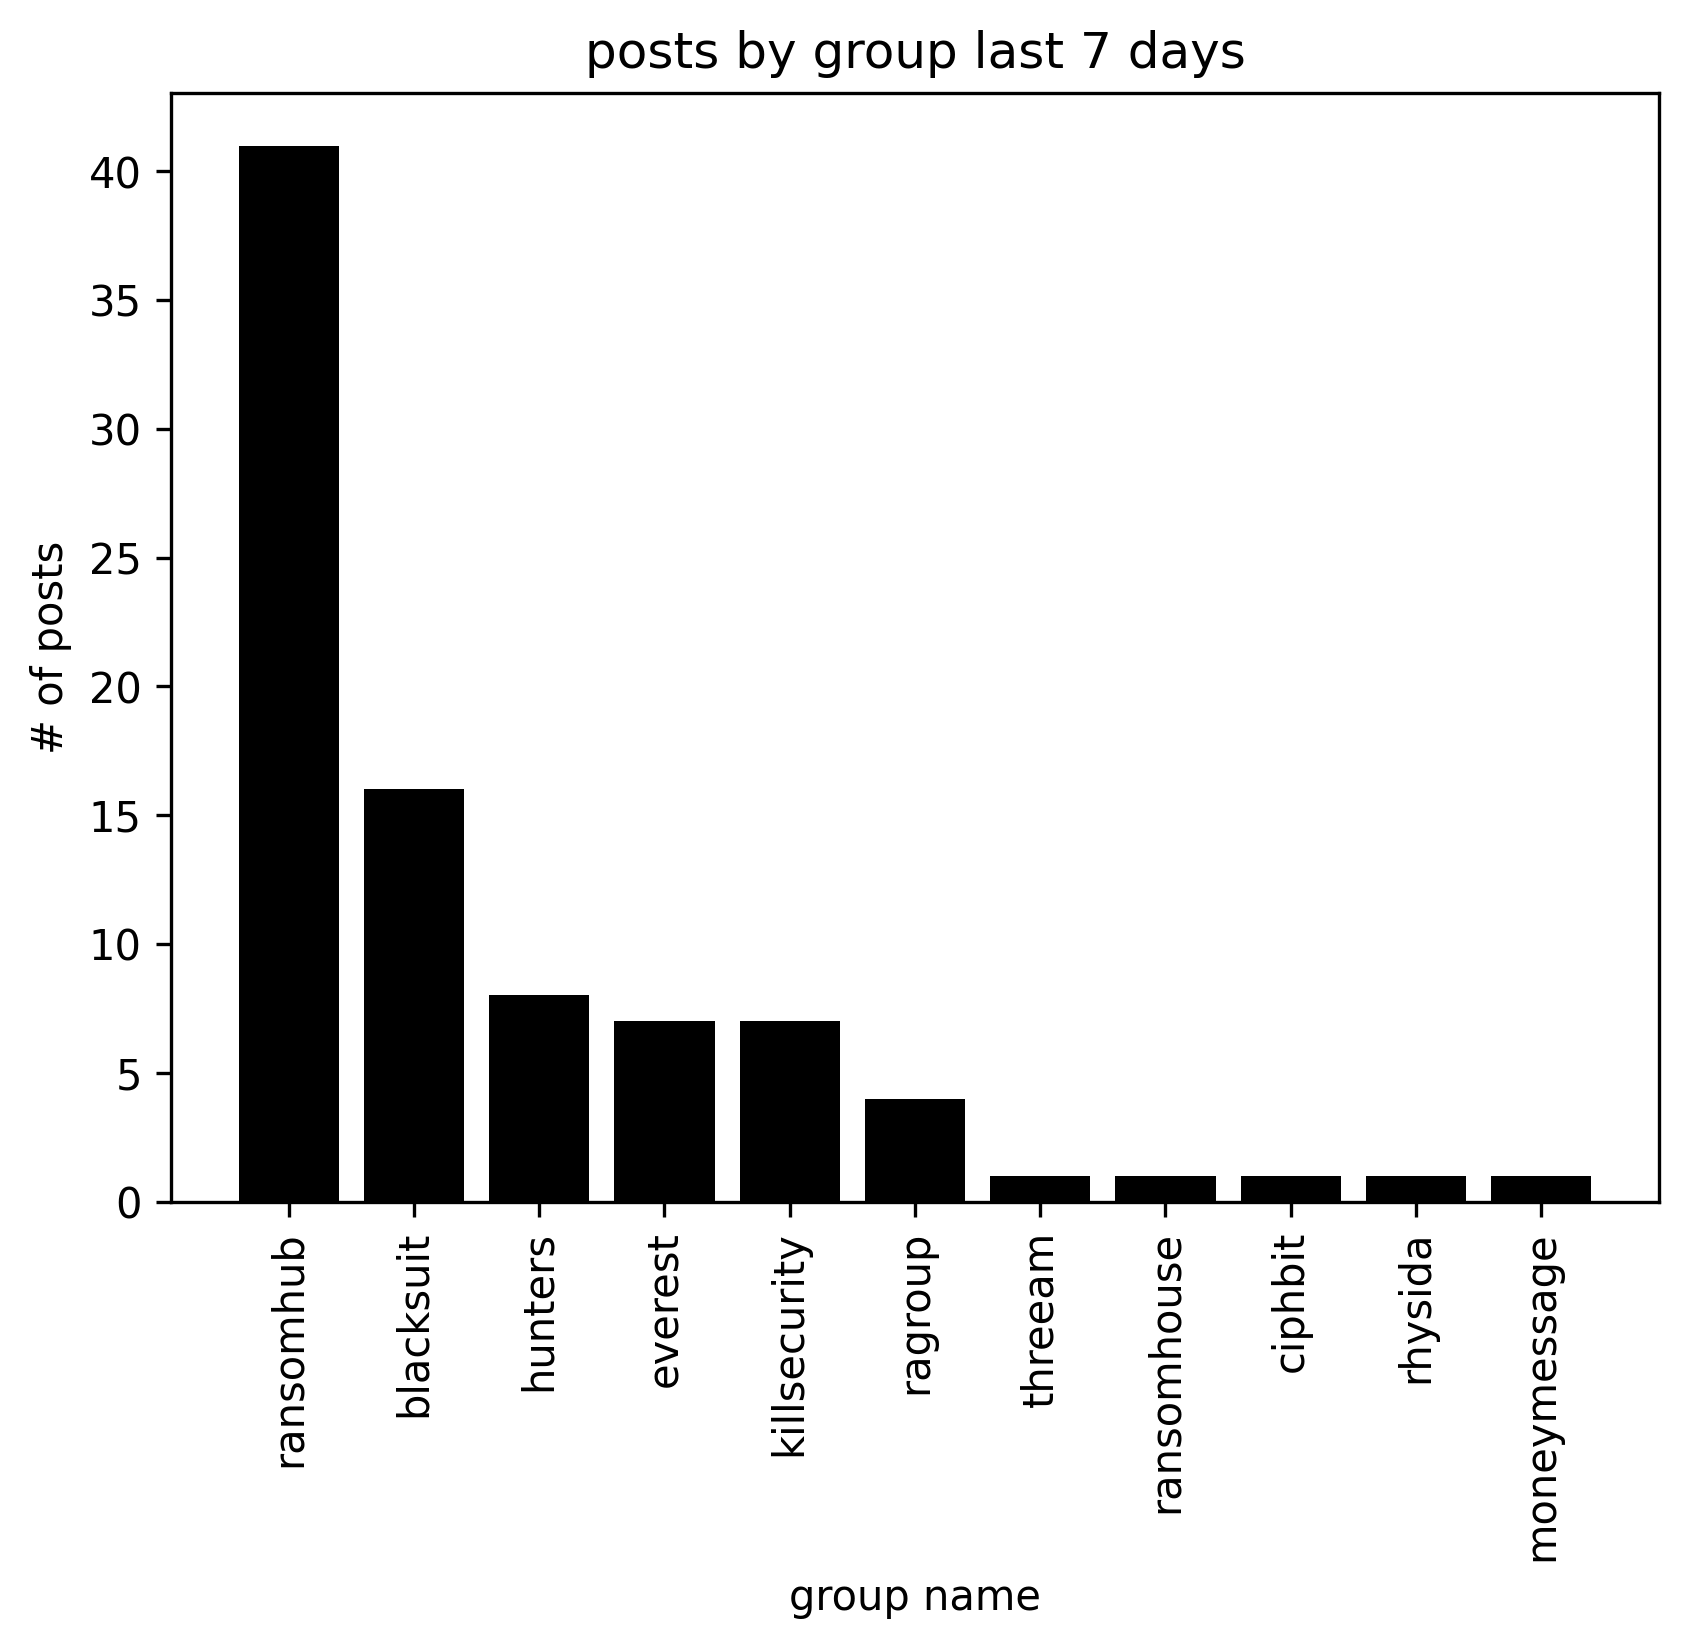 posts by group last 7 days
# of posts
40
35
30
25
20
15
10
5
0
ransomhub
blacksuit
hunters
everest
killsecurity
ragroup
threeam
ransomhouse
ciphbit
rhysida
moneymessage
group name